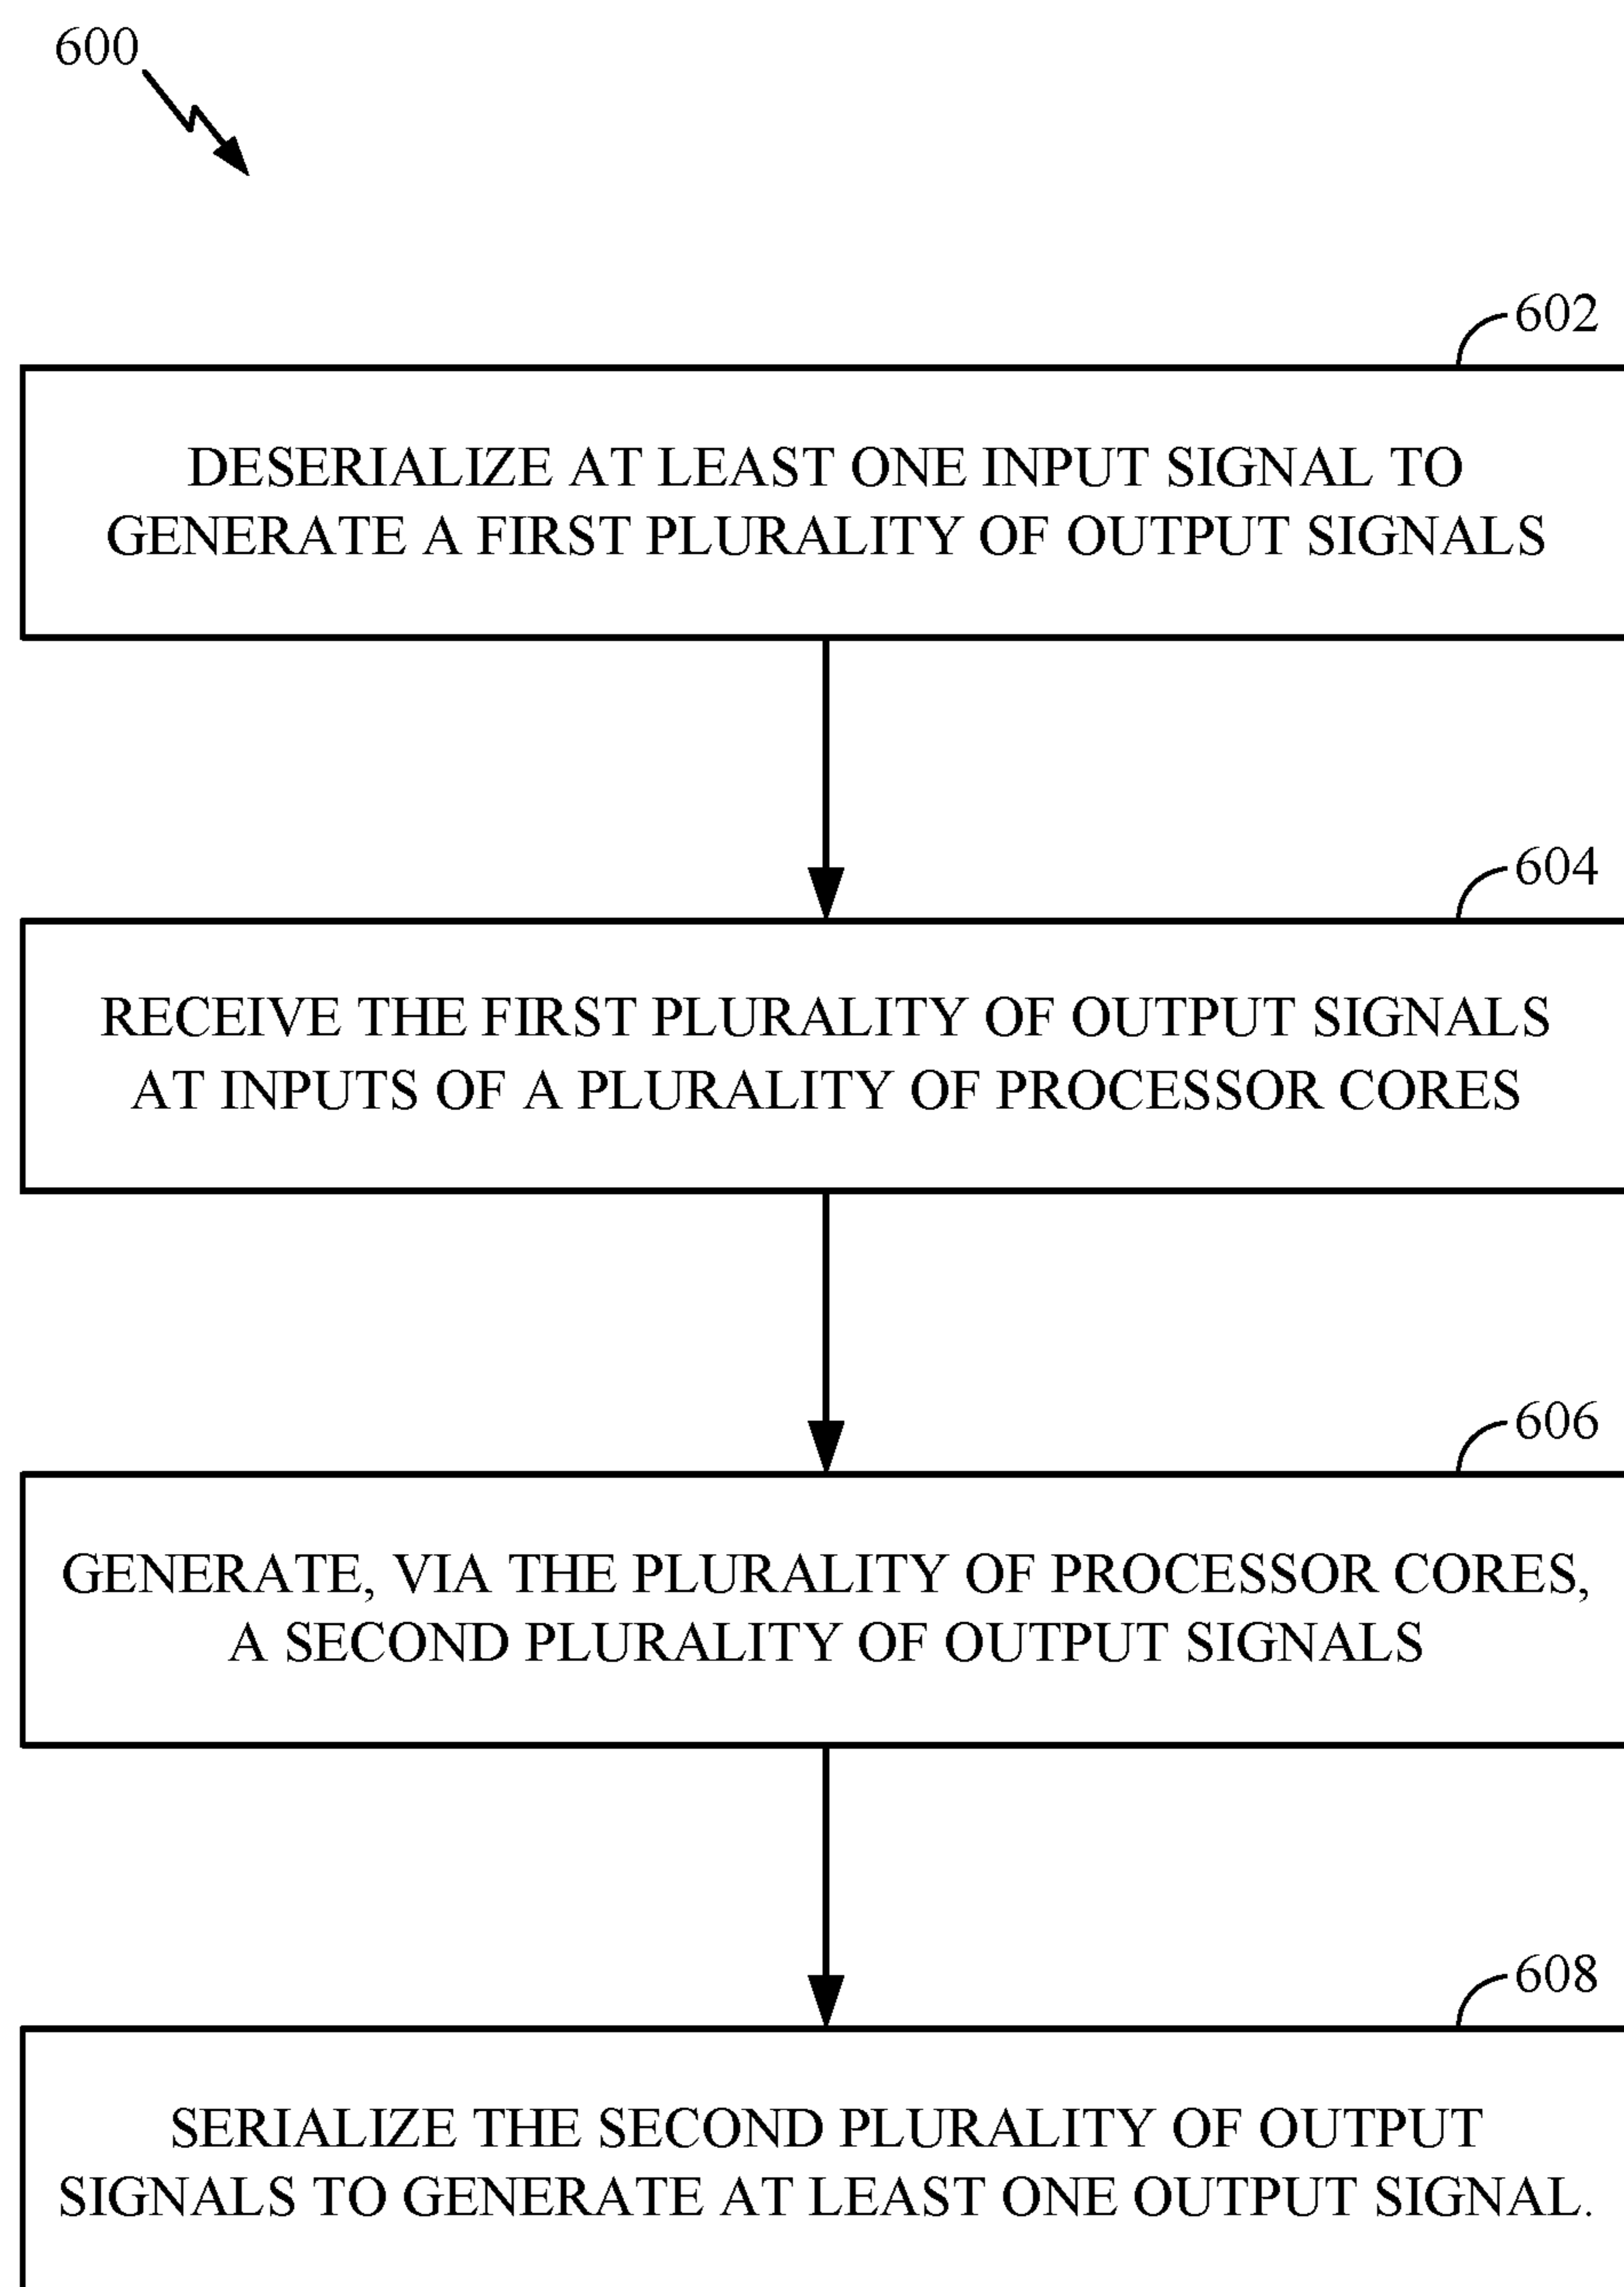 600
602
DESERIALIZE AT LEAST ONE INPUT SIGNAL TO
GENERATE A FIRST PLURALITY OF OUTPUT SIGNALS
604
RECEIVE THE FIRST PLURALITY OF OUTPUT SIGNALS
AT INPUTS OF A PLURALITY OF PROCESSOR CORES
606
GENERATE, VIA THE PLURALITY OF PROCESSOR CORES,
A SECOND PLURALITY OF OUTPUT SIGNALS
608
SERIALIZE THE SECOND PLURALITY OF OUTPUT
SIGNALS TO GENERATE AT LEAST ONE OUTPUT SIGNAL.